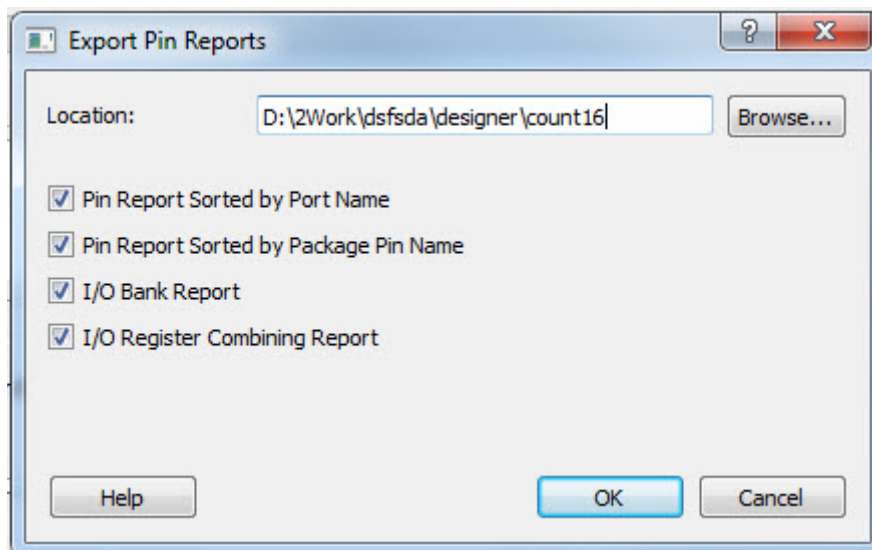 Export Pin Reports
Location: D:\2Work\dsfsda\designer\count16 Browse...
Pin Report Sorted by Port Name
Pin Report Sorted by Package Pin Name
I/O Bank Report
I/O Register Combining Report
Help OK Cancel